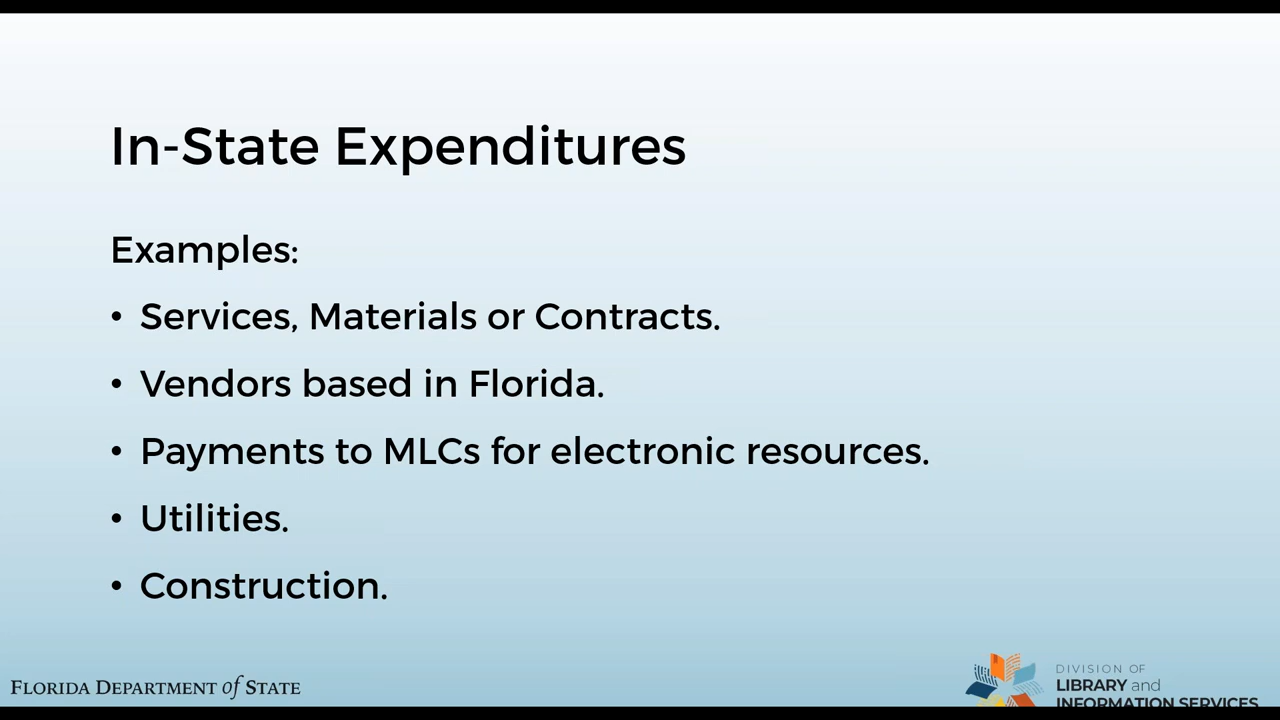 In-State Expenditures
Examples:
• Services, Materials or Contracts.
• Vendors based in Florida.
• Payments to MLCs for electronic resources.
• Utilities.
• Construction.
FLORIDA DEPARTMENT of STATE
DIVISION OF
LIBRARY and
INFORMATION SERVICES